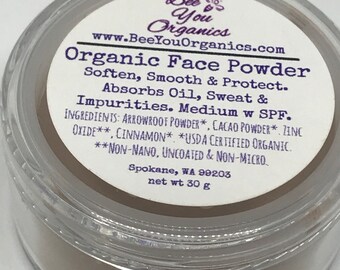 Bee
You
Organics
www.BeeYouOrganics.com
Organic Face Powder
Soften, Smooth & Protect.
Absorbs Oil, Sweat &
Impurities. Medium w SPF.
Ingredients: Arrowroot Powder*, Cacao Powder*, Zinc
Oxide**, Cinnamon*. *USDA Certified Organic.
**Non-Nano, Uncoated & Non-Micro.
Spokane, WA 99203
net wt 30 g